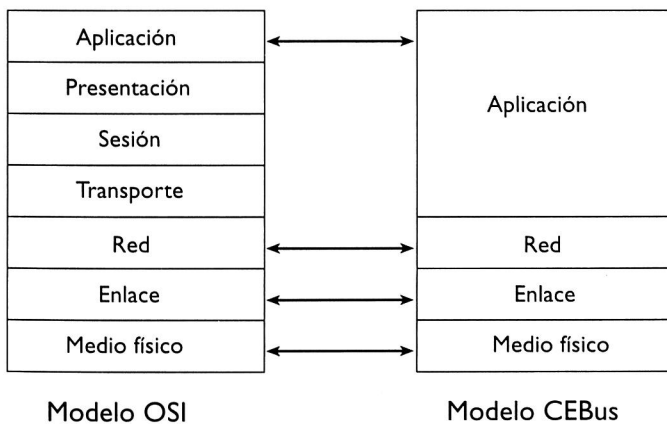 Aplicación
Presentación
Sesión
Transporte
Red
Enlace
Medio físico
Modelo OSI
Aplicación
Red
Enlace
Medio físico
Modelo CEBus